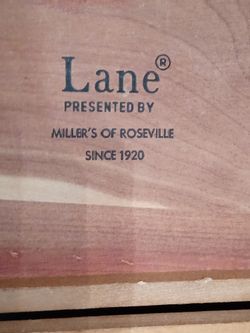 Lane®
PRESENTED BY
MILLER'S OF ROSEVILLE
SINCE 1920